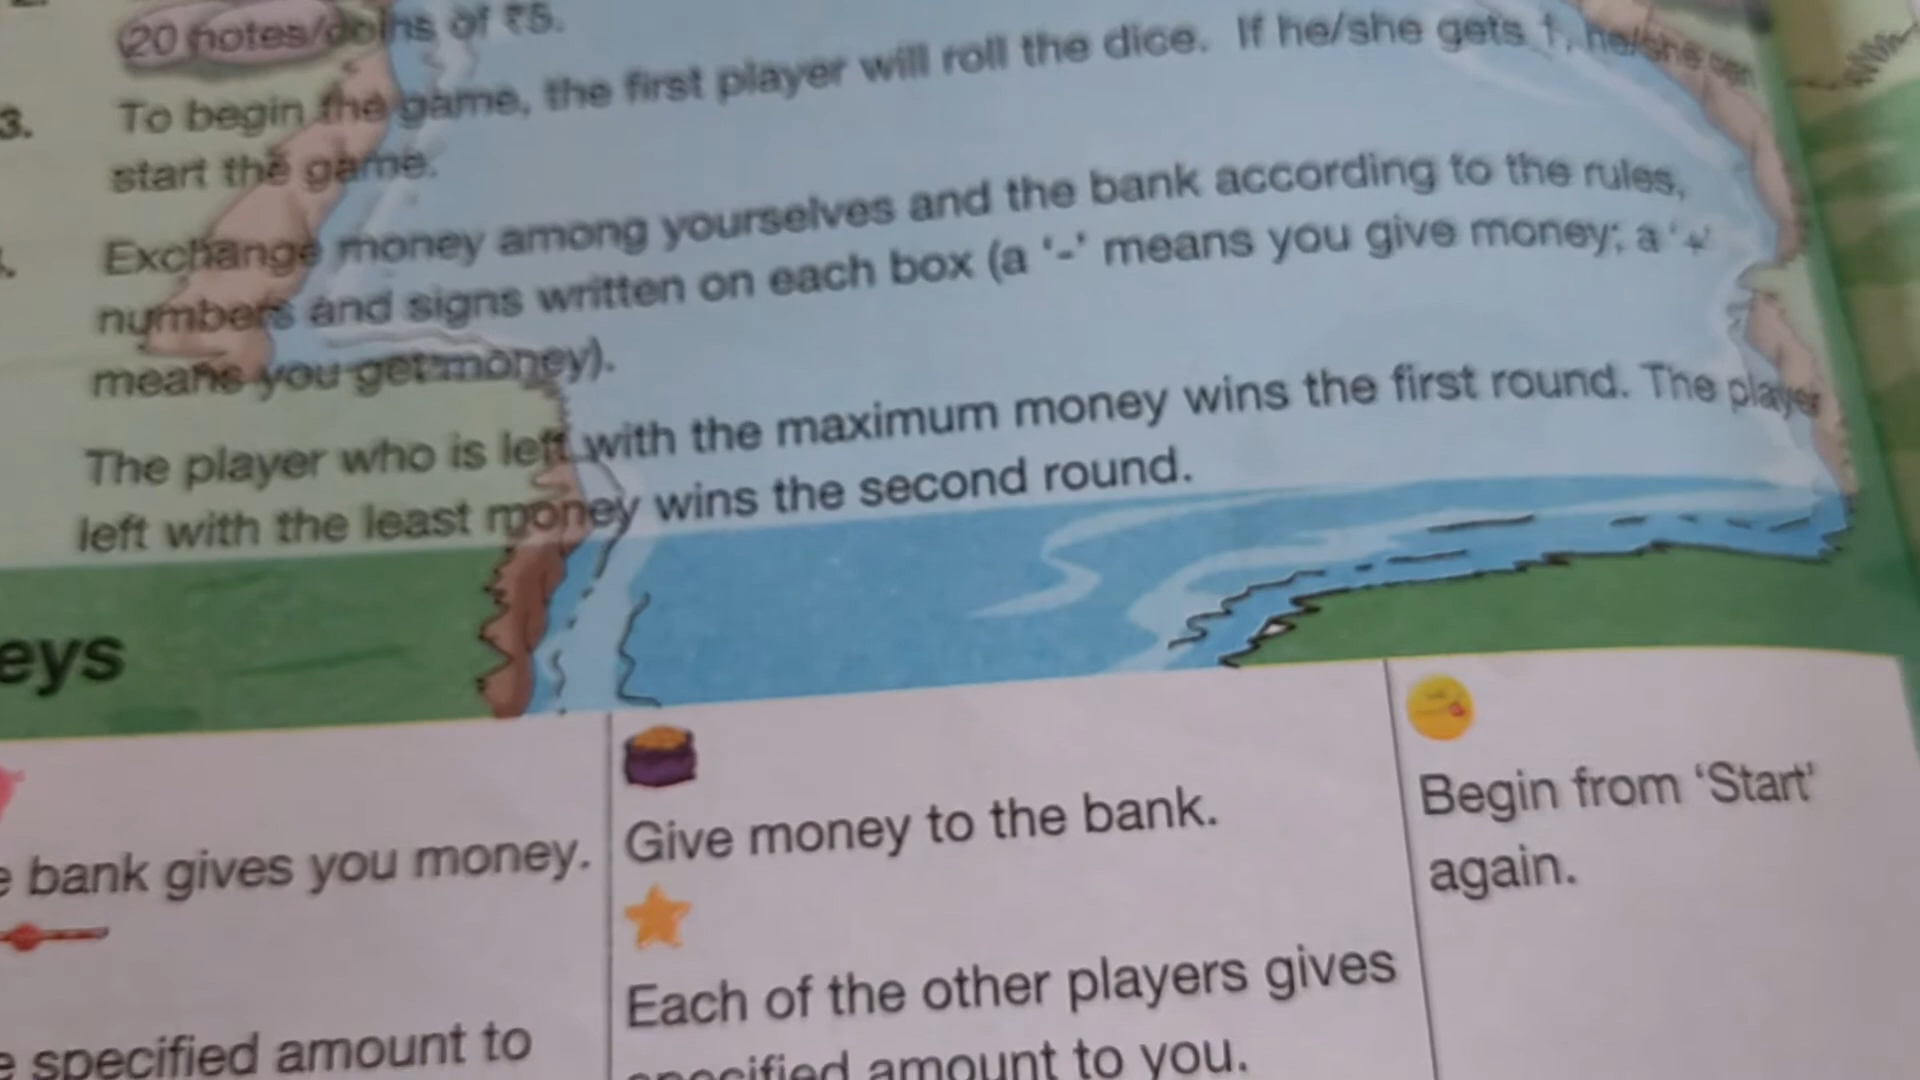 20 notes/coins of ₹5.
3. To begin the game, the first player will roll the dice. If he/she gets 1, he/she can
start the game.
Exchange money among yourselves and the bank according to the rules,
numbers and signs written on each box (a ‘-’ means you give money; a ‘+’
means you get money).
The player who is left with the maximum money wins the first round. The player
left with the least money wins the second round.
eys
bank gives you money.
specified amount to
Give money to the bank.
Each of the other players gives
specified amount to you.
Begin from ‘Start’
again.